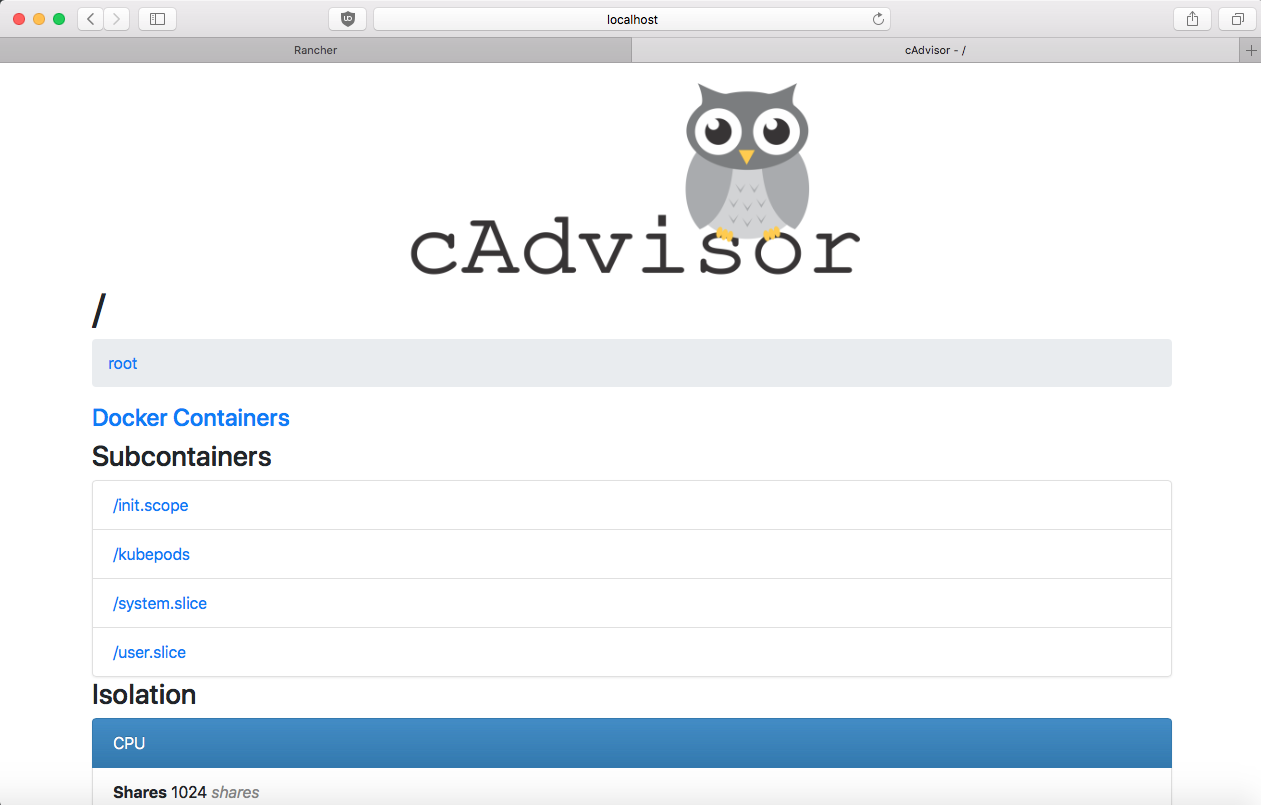 localhost
Rancher
cAdvisor - /
cAdvisor
/
root
Docker Containers
Subcontainers
/init.scope
/kubepods
/system.slice
/user.slice
Isolation
CPU
Shares 1024 shares